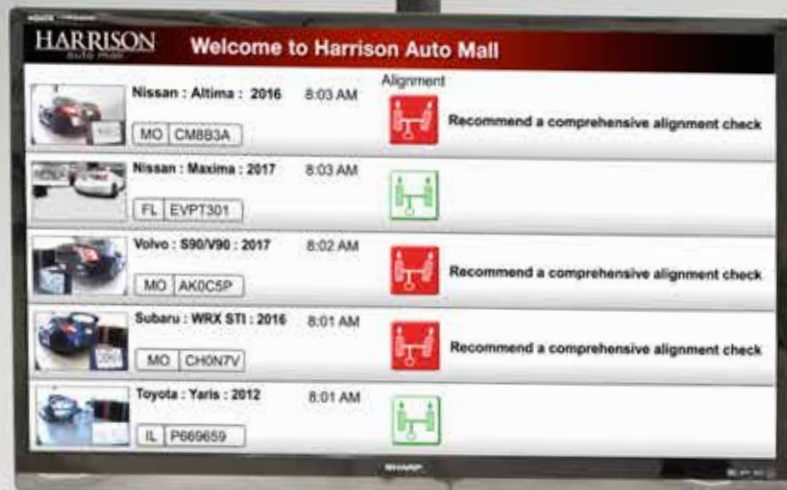 HARRISON
auto mall
Welcome to Harrison Auto Mall
Alignment
Nissan : Altima : 2016 8:03 AM
Recommend a comprehensive alignment check
MO CM8B3A
Nissan : Maxima : 2017 8:03 AM
FL EVPT301
Volvo : S90/V90 : 2017 8:02 AM
Recommend a comprehensive alignment check
MO AK0C5P
Subaru : WRX STI : 2016 8:01 AM
Recommend a comprehensive alignment check
MO CH0N7V
Toyota : Yaris : 2012 8:01 AM
IL P669659
SHARP